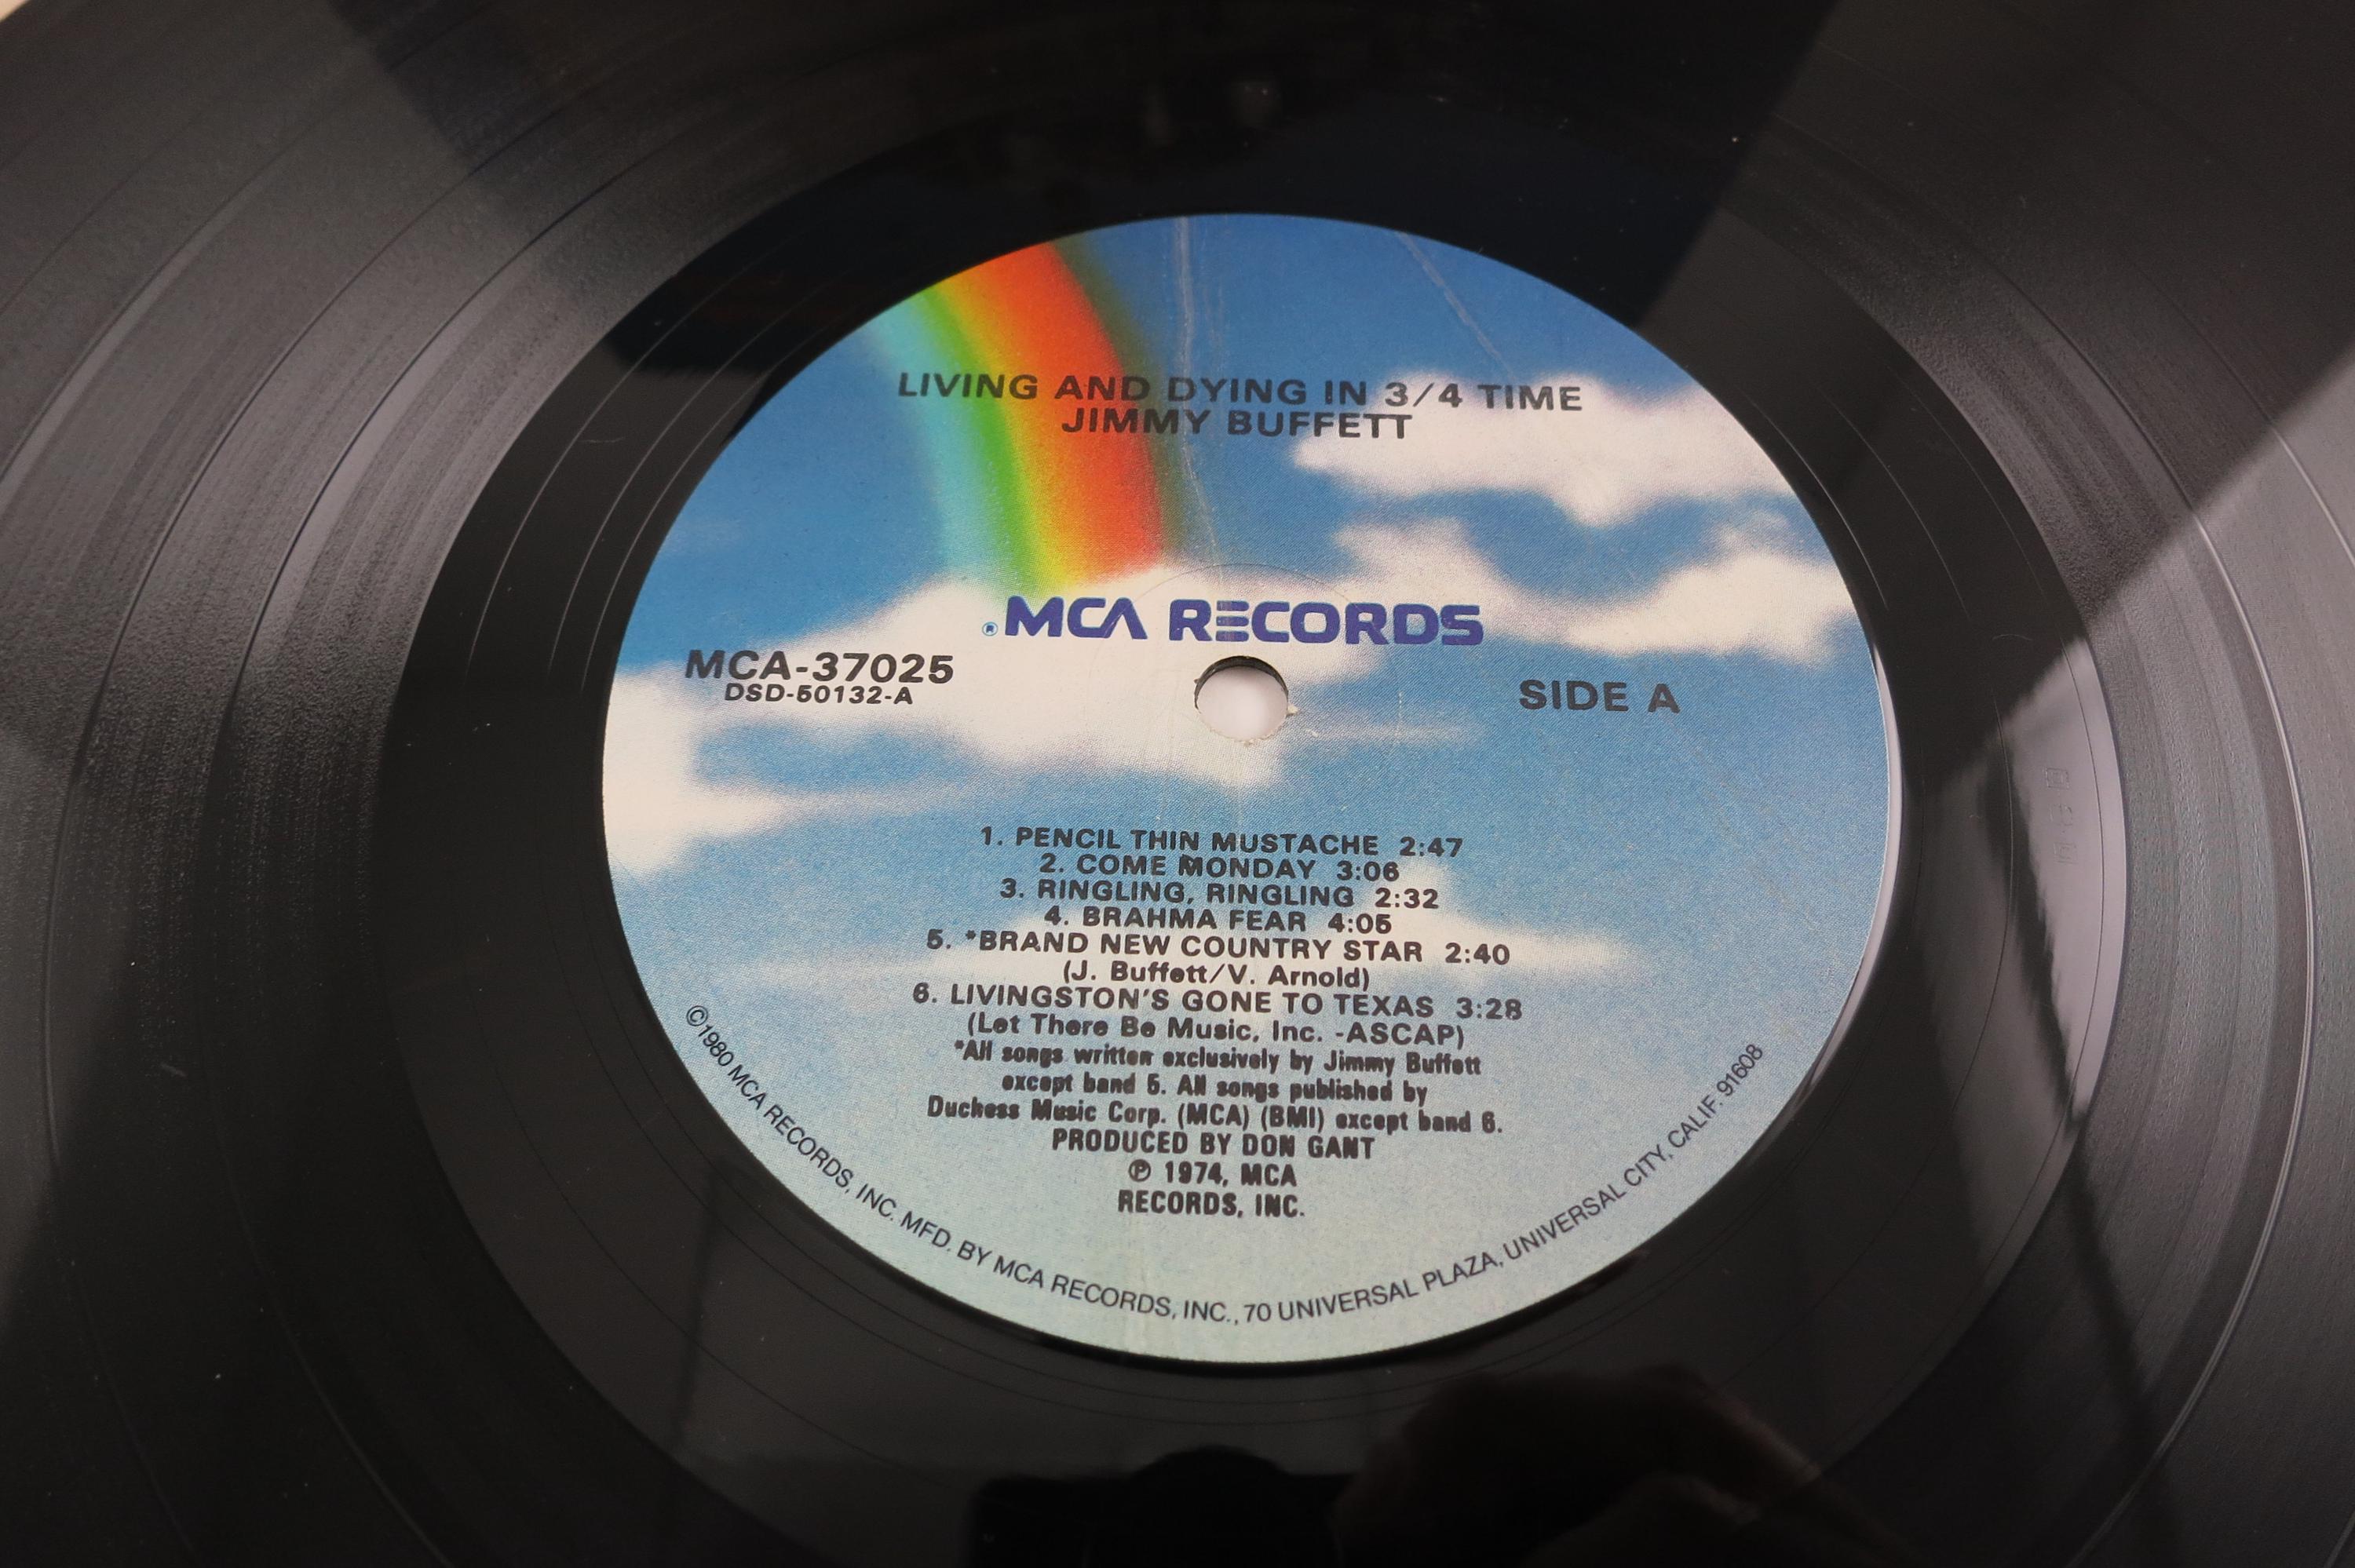 LIVING AND DYING IN 3/4 TIME
JIMMY BUFFETT
® MCA RECORDS
MCA-37025
DSD-50132-A
SIDE A
1. PENCIL THIN MUSTACHE 2:47
2. COME MONDAY 3:06
3. RINGLING, RINGLING 2:32
4. BRAHMA FEAR 4:05
5. *BRAND NEW COUNTRY STAR 2:40
(J. Buffett/V. Arnold)
6. LIVINGSTON'S GONE TO TEXAS 3:28
(Let There Be Music, Inc. -ASCAP)
*All songs written exclusively by Jimmy Buffett
except band 5. All songs published by
Duchess Music Corp. (MCA) (BMI) except band 6.
PRODUCED BY DON GANT
℗ 1974, MCA
RECORDS, INC.
©1980 MCA RECORDS, INC. MFD. BY MCA RECORDS, INC., 70 UNIVERSAL PLAZA, UNIVERSAL CITY, CALIF. 91608